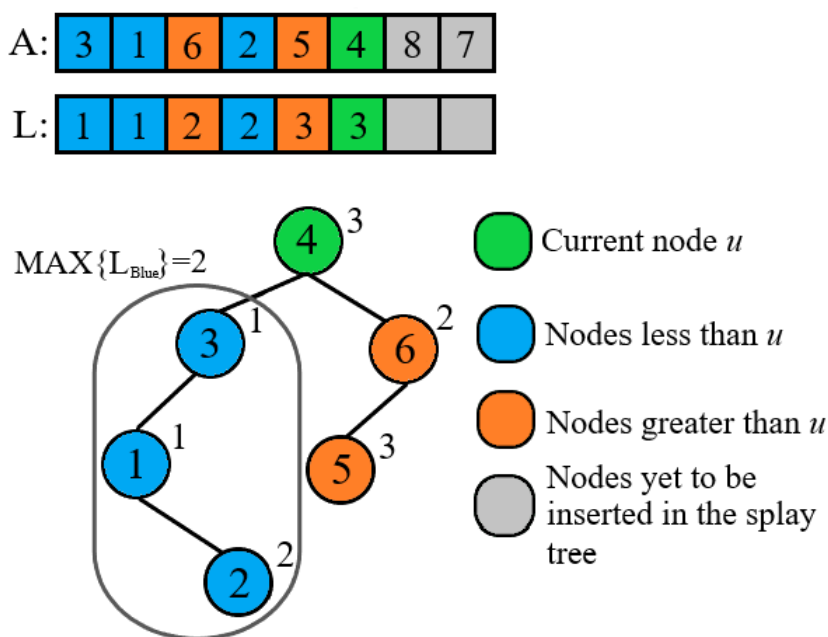 A: 3 1 6 2 5 4 8 7
L: 1 1 2 2 3 3
4 3
MAX{L_Blue}=2
3 1
6 2
1 1
5 3
2 2
Current node u
Nodes less than u
Nodes greater than u
Nodes yet to be
inserted in the splay
tree